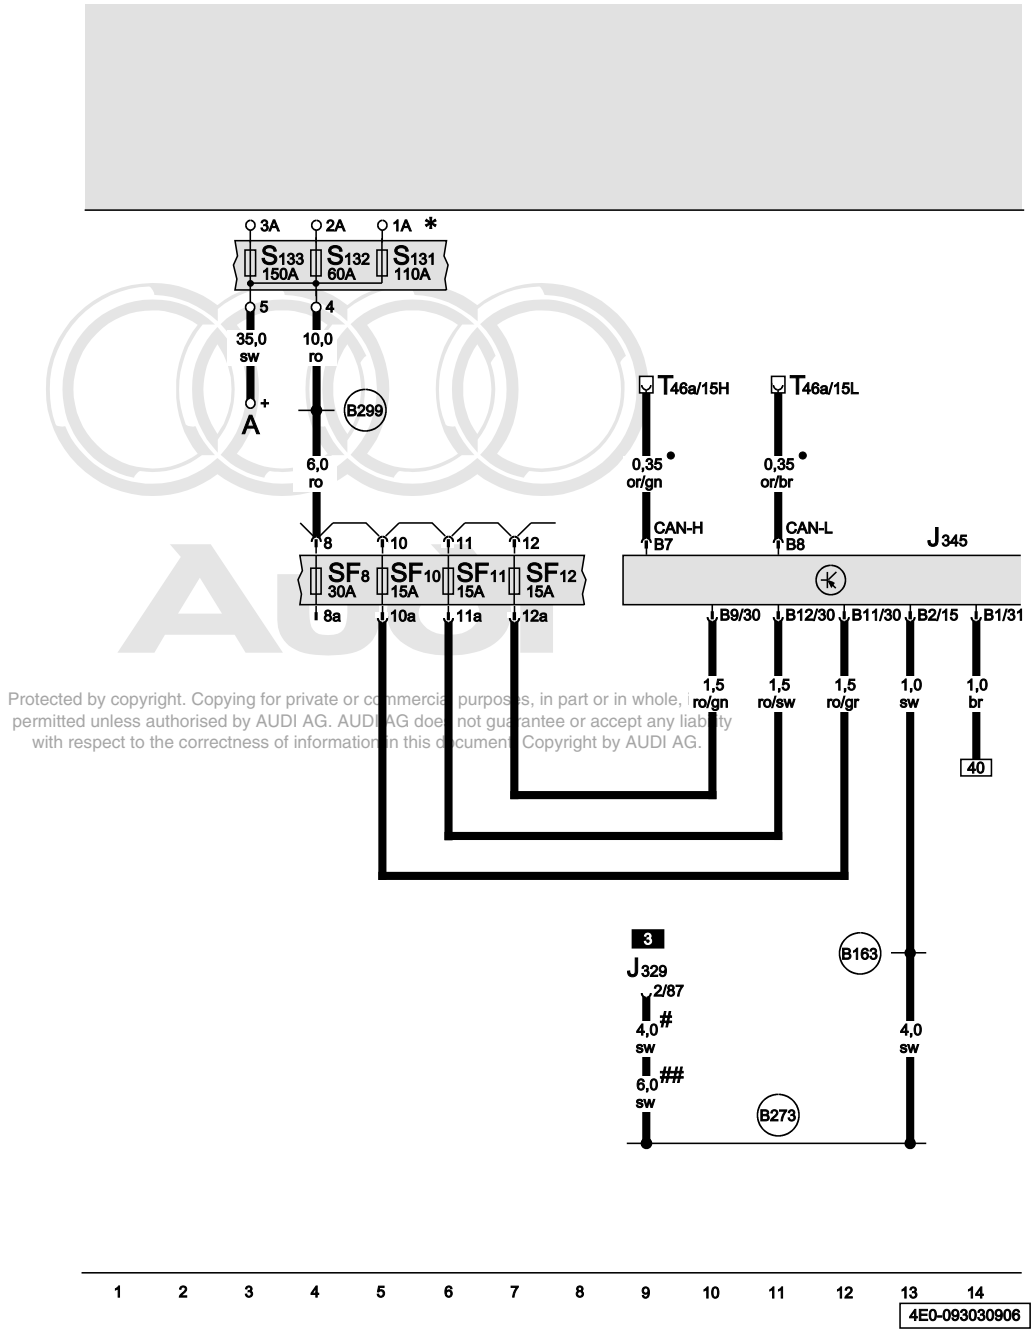 3A 2A 1A *
S133 S132 S131
150A 60A 110A
5 4
35,0 10,0
sw ro
T46a/15H T46a/15L
+ B299
A
6,0 0,35 0,35
ro or/gn or/br
CAN-H CAN-L
8 10 11 12 B7 B8 J345
SF8 SF10 SF11 SF12
30A 15A 15A 15A
8a 10a 11a 12a B9/30 B12/30 B11/30 B2/15 B1/31
AUDI
1,5 1,5 1,5 1,0 1,0
ro/gn ro/sw ro/gr sw br
Protected by copyright. Copying for private or commercial purposes, in part or in whole, i
permitted unless authorised by AUDI AG. AUDI AG does not guarantee or accept any liability
with respect to the correctness of information in this document. Copyright by AUDI AG.
40
3
B163
J329
2/87
4,0 # 4,0
sw sw
6,0 ##
sw
B273
1 2 3 4 5 6 7 8 9 10 11 12 13 14
4E0-093030906